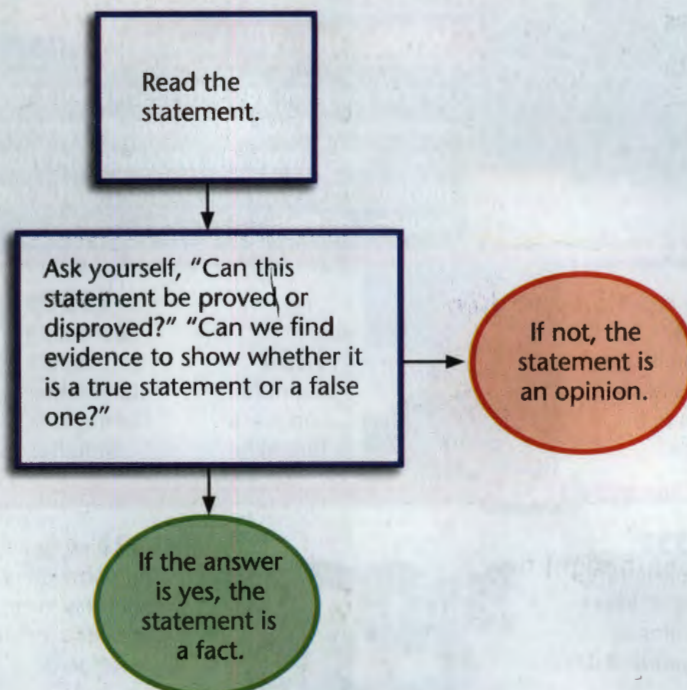 Read the
statement.
Ask yourself, “Can this
statement be proved or
disproved?” “Can we find
evidence to show whether it
is a true statement or a false
one?”
If not, the
statement is
an opinion.
If the answer
is yes, the
statement is
a fact.